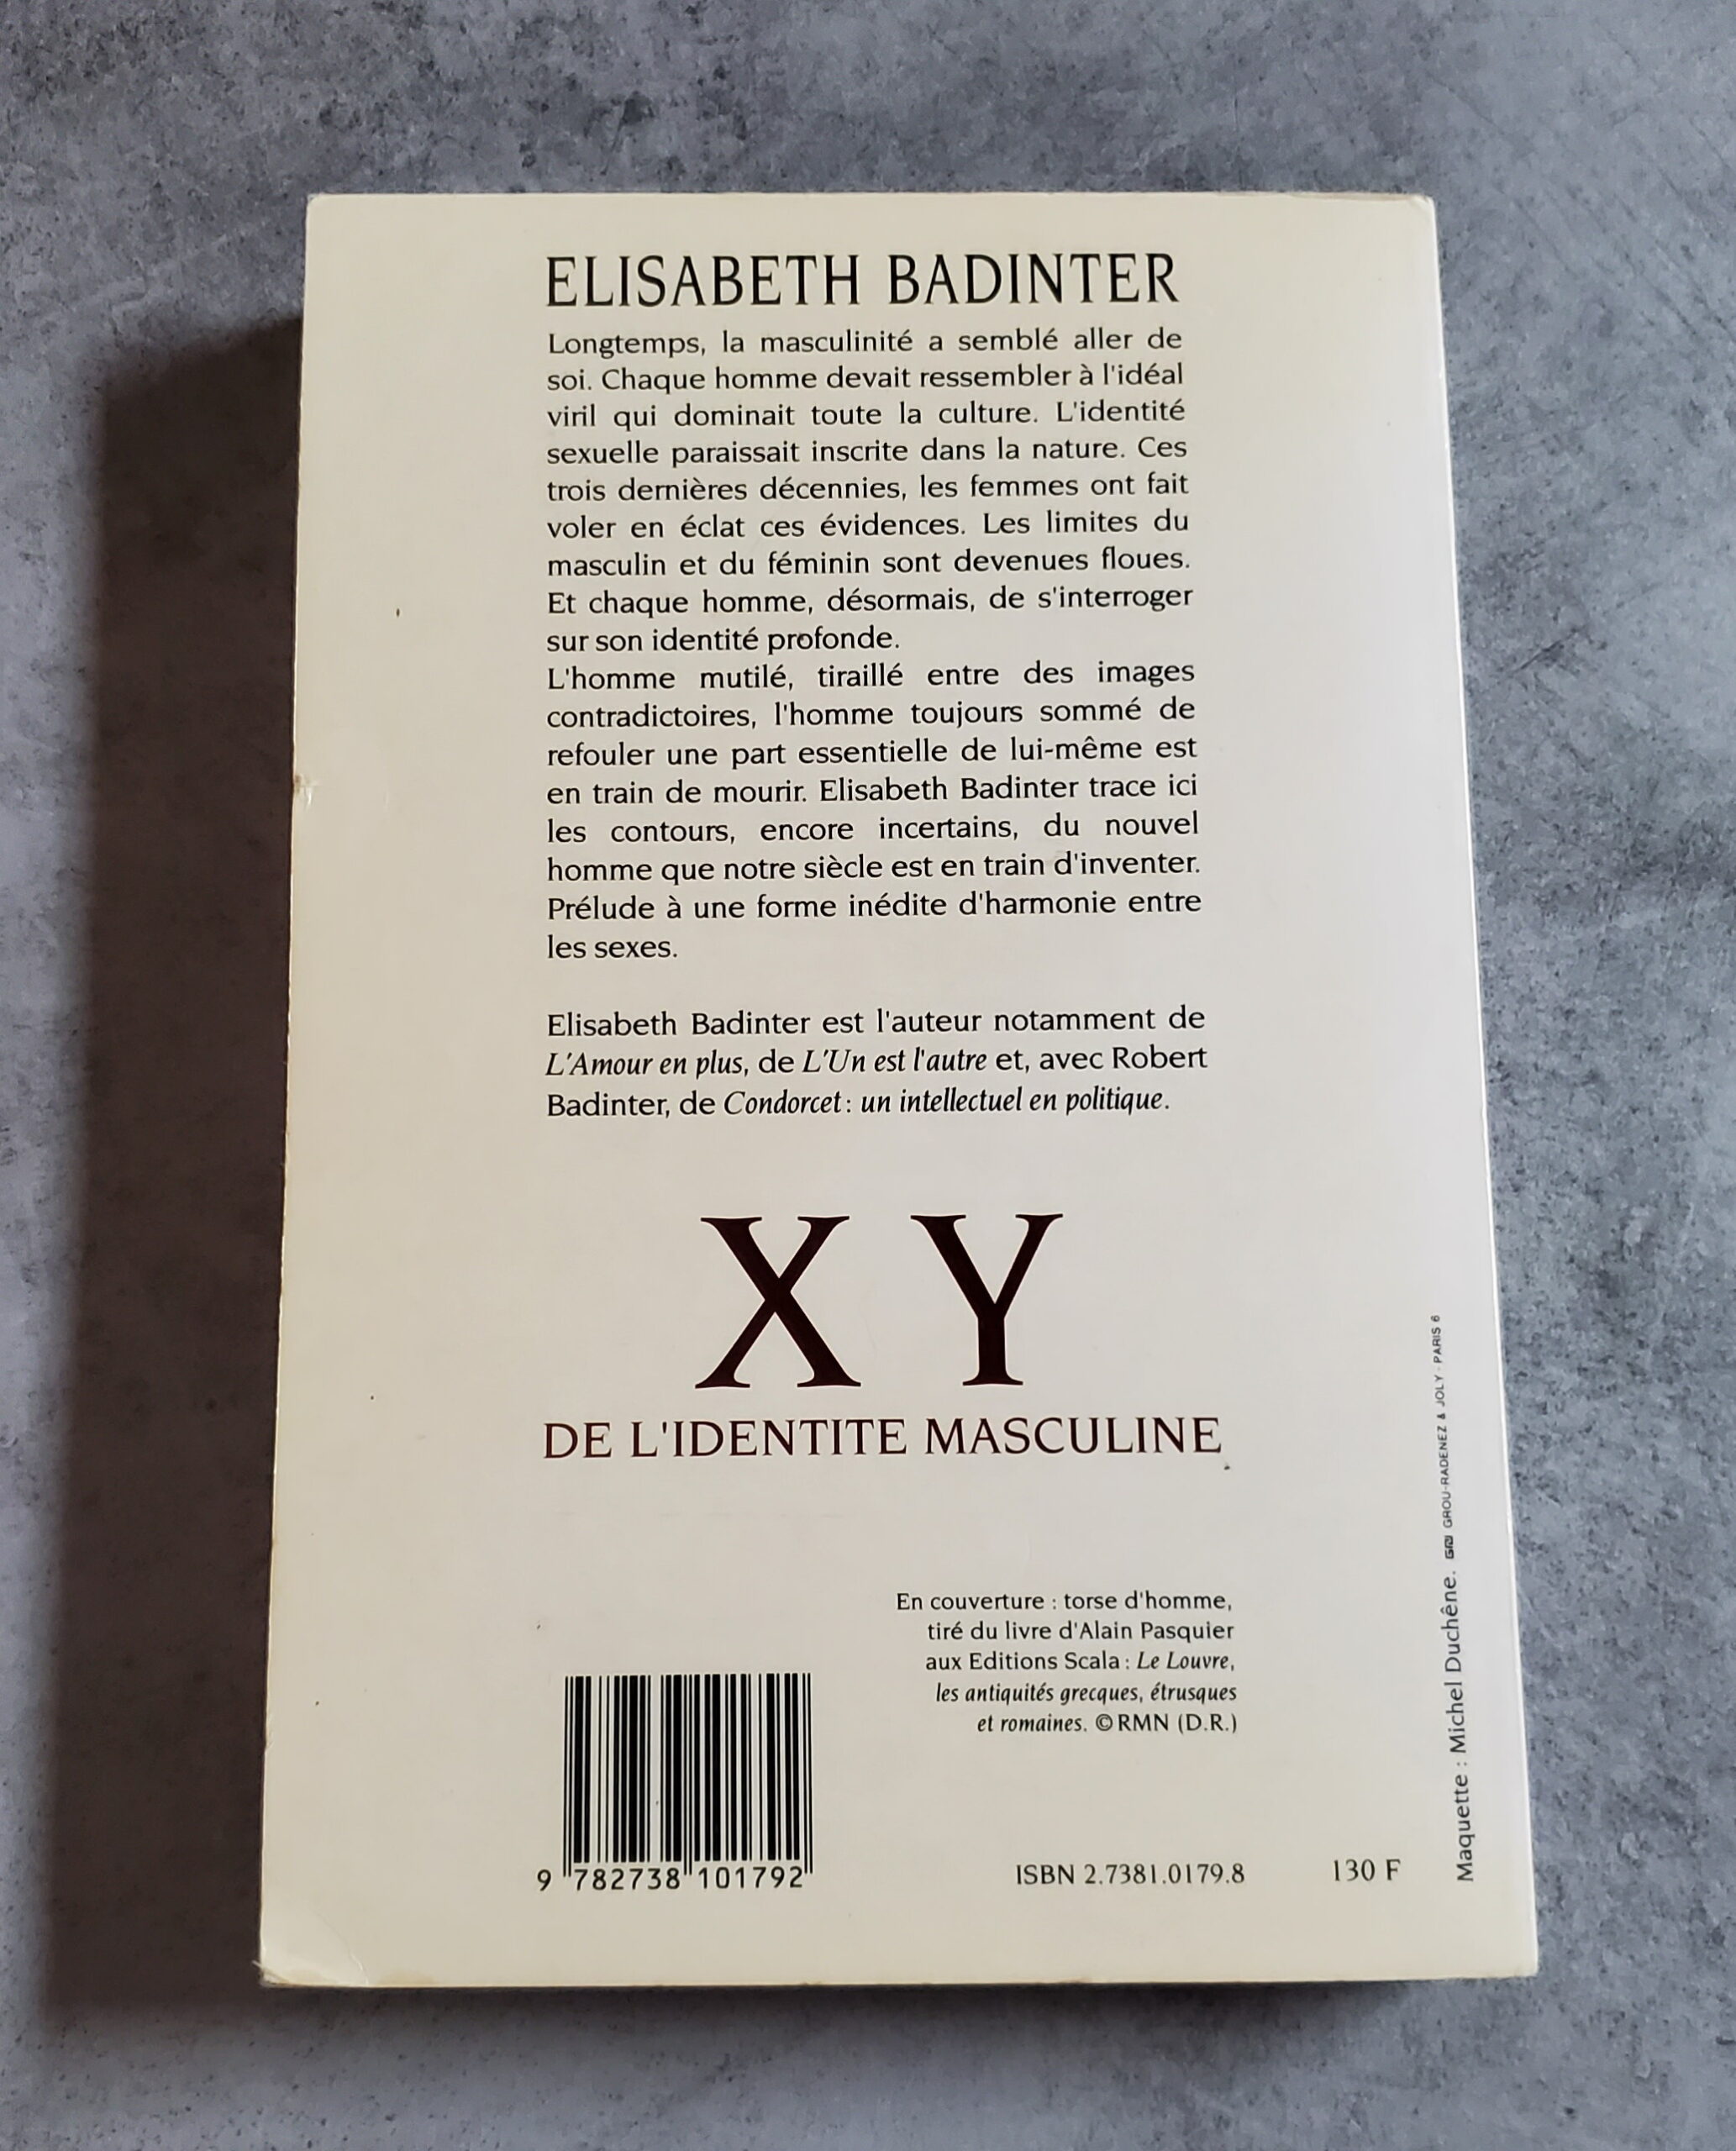 ELISABETH BADINTER
Longtemps, la masculinité a semblé aller de
soi. Chaque homme devait ressembler à l'idéal
viril qui dominait toute la culture. L'identité
sexuelle paraissait inscrite dans la nature. Ces
trois dernières décennies, les femmes ont fait
voler en éclat ces évidences. Les limites du
masculin et du féminin sont devenues floues.
Et chaque homme, désormais, de s'interroger
sur son identité profonde.
L'homme mutilé, tiraillé entre des images
contradictoires, l'homme toujours sommé de
refouler une part essentielle de lui-même est
en train de mourir. Elisabeth Badinter trace ici
les contours, encore incertains, du nouvel
homme que notre siècle est en train d'inventer.
Prélude à une forme inédite d'harmonie entre
les sexes.
Elisabeth Badinter est l'auteur notamment de
L'Amour en plus, de L'Un est l'autre et, avec Robert
Badinter, de Condorcet : un intellectuel en politique.
X Y
DE L'IDENTITE MASCULINE
En couverture : torse d'homme,
tiré du livre d'Alain Pasquier
aux Editions Scala : Le Louvre,
les antiquités grecques, étrusques
et romaines. © RMN (D.R.)
9 782738 101792
ISBN 2.7381.0179.8
130 F
Maquette : Michel Duchêne. GROU-RADENEZ & JOLY - PARIS 6